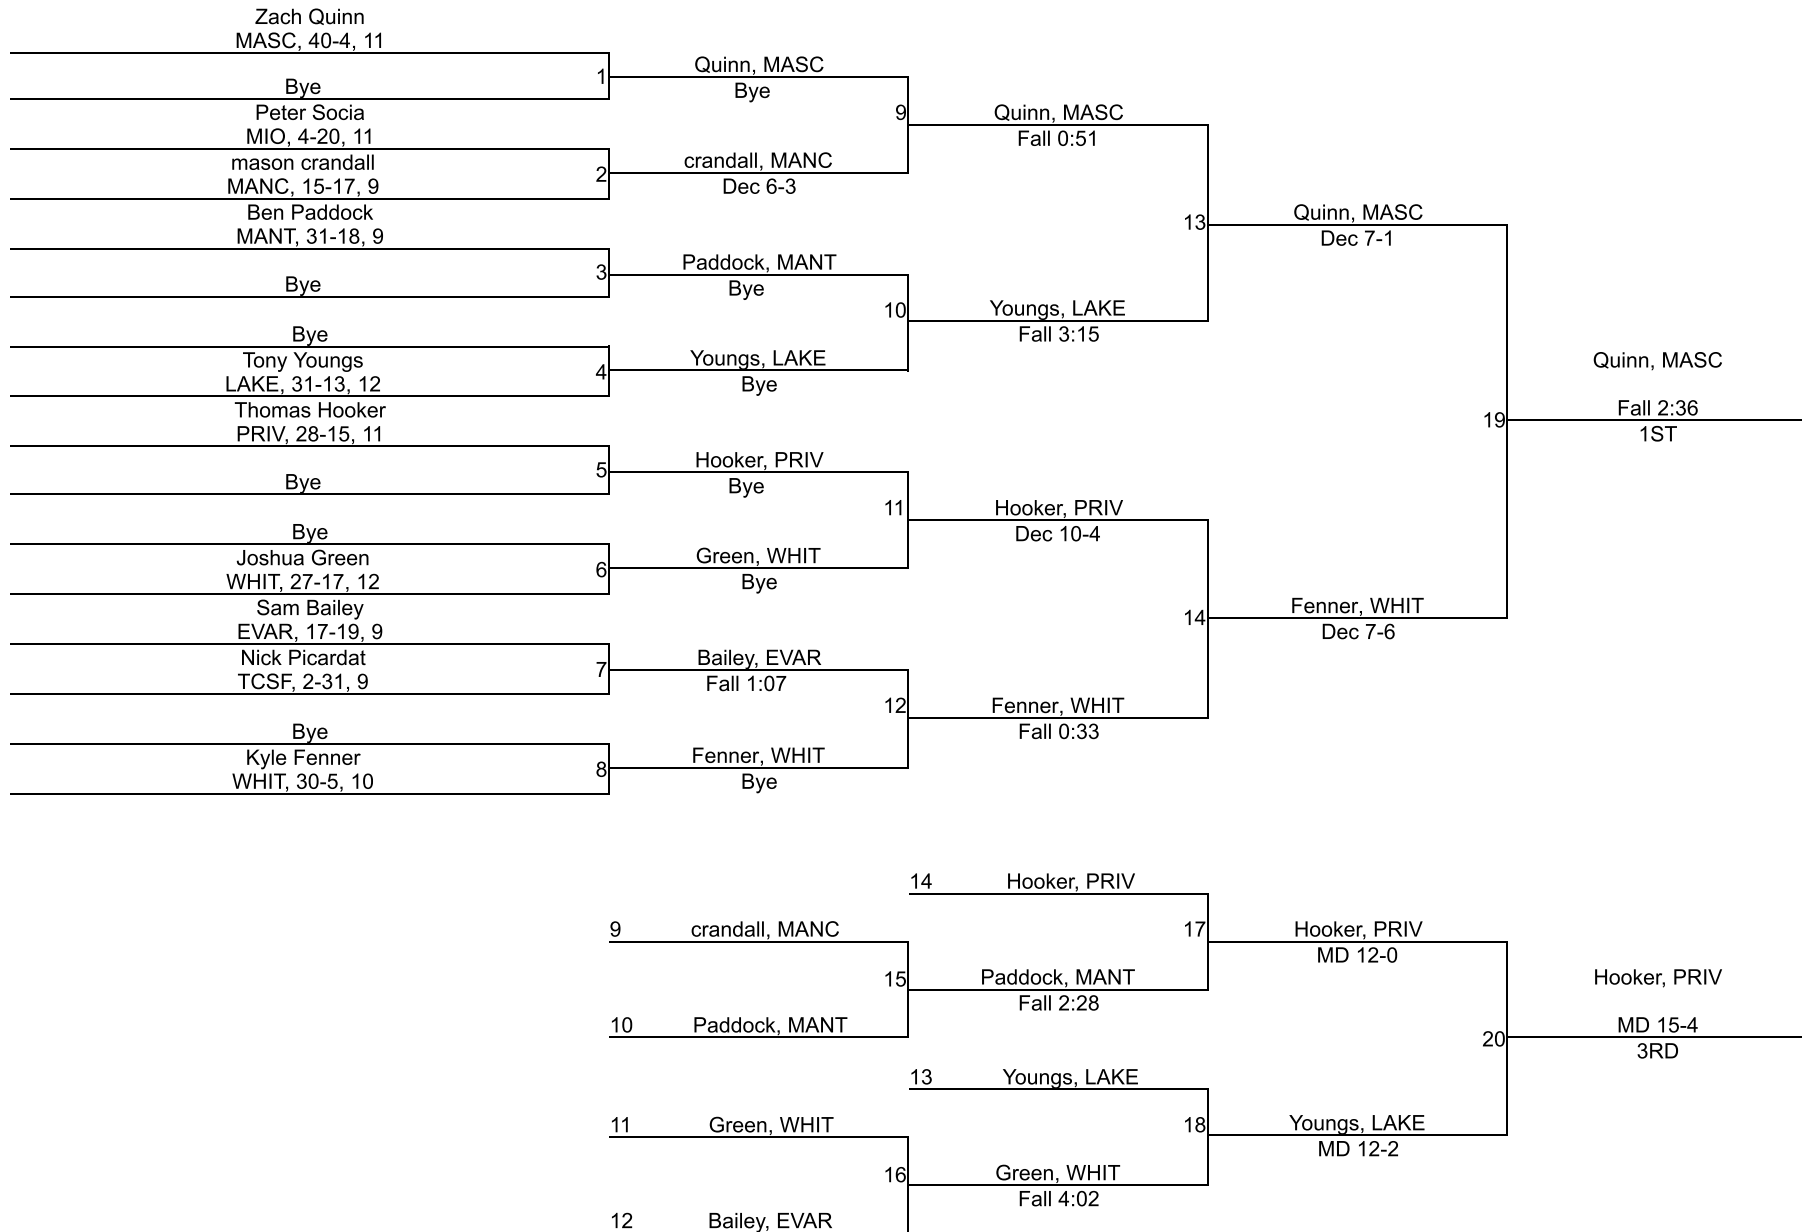 Zach Quinn
MASC, 40-4, 11
1
Bye
Quinn, MASC
Bye
Peter Socia
MIO, 4-20, 11
2
mason crandall
MANC, 15-17, 9
crandall, MANC
Dec 6-3
9
Quinn, MASC
Fall 0:51
Ben Paddock
MANT, 31-18, 9
3
Bye
Paddock, MANT
Bye
Bye
4
Tony Youngs
LAKE, 31-13, 12
Youngs, LAKE
Bye
10
Youngs, LAKE
Fall 3:15
13
Quinn, MASC
Dec 7-1
Thomas Hooker
PRIV, 28-15, 11
5
Bye
Hooker, PRIV
Bye
Bye
6
Joshua Green
WHIT, 27-17, 12
Green, WHIT
Bye
11
Hooker, PRIV
Dec 10-4
Sam Bailey
EVAR, 17-19, 9
7
Nick Picardat
TCSF, 2-31, 9
Bailey, EVAR
Fall 1:07
Bye
8
Kyle Fenner
WHIT, 30-5, 10
Fenner, WHIT
Bye
12
Fenner, WHIT
Fall 0:33
14
Fenner, WHIT
Dec 7-6
19
Quinn, MASC
Fall 2:36
1ST
14
Hooker, PRIV
9
crandall, MANC
15
10
Paddock, MANT
Paddock, MANT
Fall 2:28
17
Hooker, PRIV
MD 12-0
13
Youngs, LAKE
11
Green, WHIT
16
12
Bailey, EVAR
Green, WHIT
Fall 4:02
18
Youngs, LAKE
MD 12-2
20
Hooker, PRIV
MD 15-4
3RD